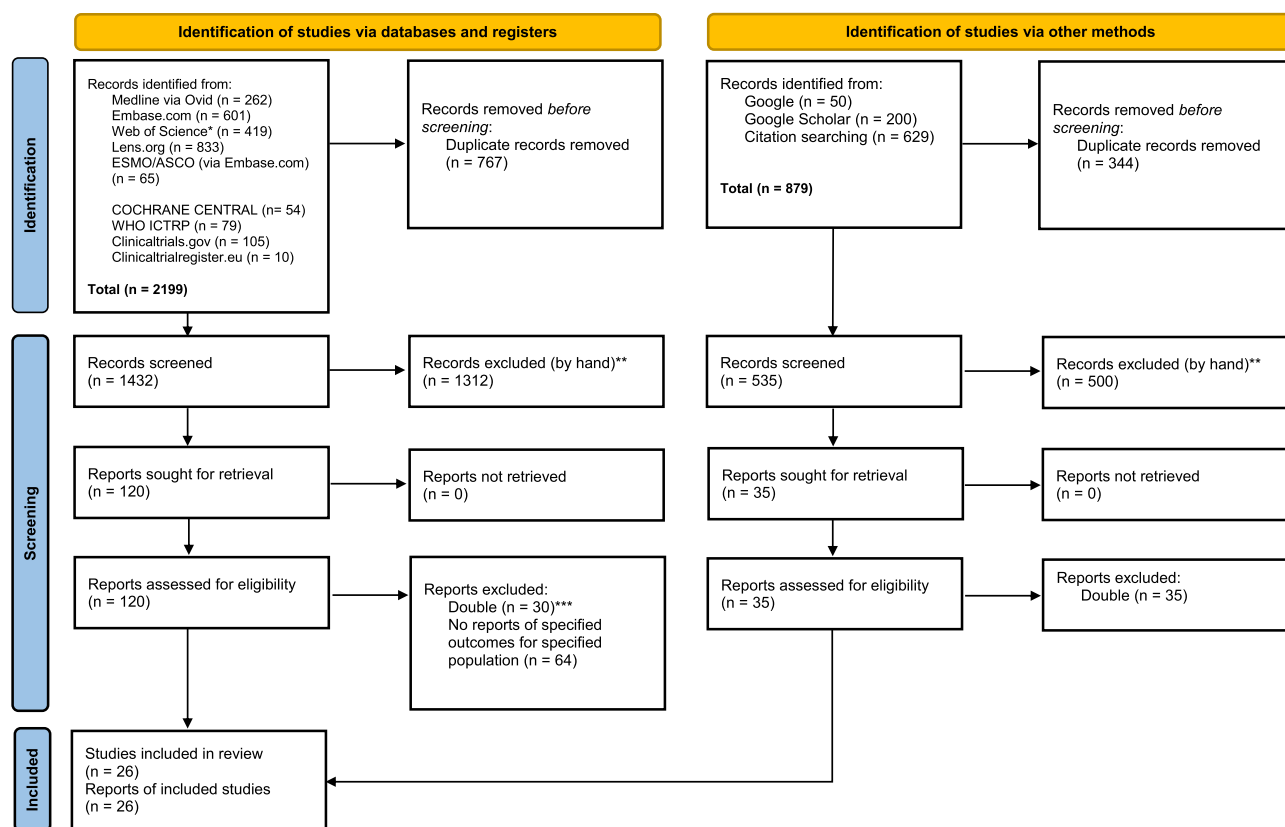 Identification of studies via databases and registers
Identification of studies via other methods
Identification
Records identified from:
Medline via Ovid (n = 262)
Embase.com (n = 601)
Web of Science* (n = 419)
Lens.org (n = 833)
ESMO/ASCO (via Embase.com)
(n = 65)
COCHRANE CENTRAL (n= 54)
WHO ICTRP (n = 79)
Clinicaltrials.gov (n = 105)
Clinicaltrialregister.eu (n = 10)
Total (n = 2199)
Records removed before
screening:
Duplicate records removed
(n = 767)
Records identified from:
Google (n = 50)
Google Scholar (n = 200)
Citation searching (n = 629)
Total (n = 879)
Records removed before
screening:
Duplicate records removed
(n = 344)
Screening
Records screened
(n = 1432)
Records excluded (by hand)**
(n = 1312)
Records screened
(n = 535)
Records excluded (by hand)**
(n = 500)
Reports sought for retrieval
(n = 120)
Reports not retrieved
(n = 0)
Reports sought for retrieval
(n = 35)
Reports not retrieved
(n = 0)
Reports assessed for eligibility
(n = 120)
Reports excluded:
Double (n = 30)***
No reports of specified
outcomes for specified
population (n = 64)
Reports assessed for eligibility
(n = 35)
Reports excluded:
Double (n = 35)
Included
Studies included in review
(n = 26)
Reports of included studies
(n = 26)